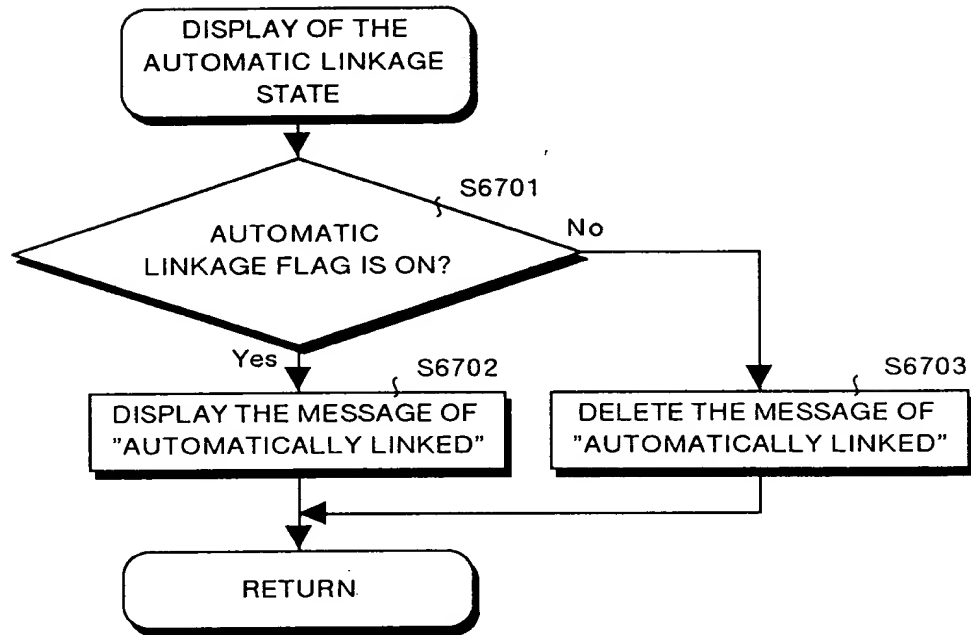 DISPLAY OF THE
AUTOMATIC LINKAGE
STATE
S6701
AUTOMATIC
LINKAGE FLAG IS ON?
No
Yes
S6702
DISPLAY THE MESSAGE OF
"AUTOMATICALLY LINKED"
S6703
DELETE THE MESSAGE OF
"AUTOMATICALLY LINKED"
RETURN